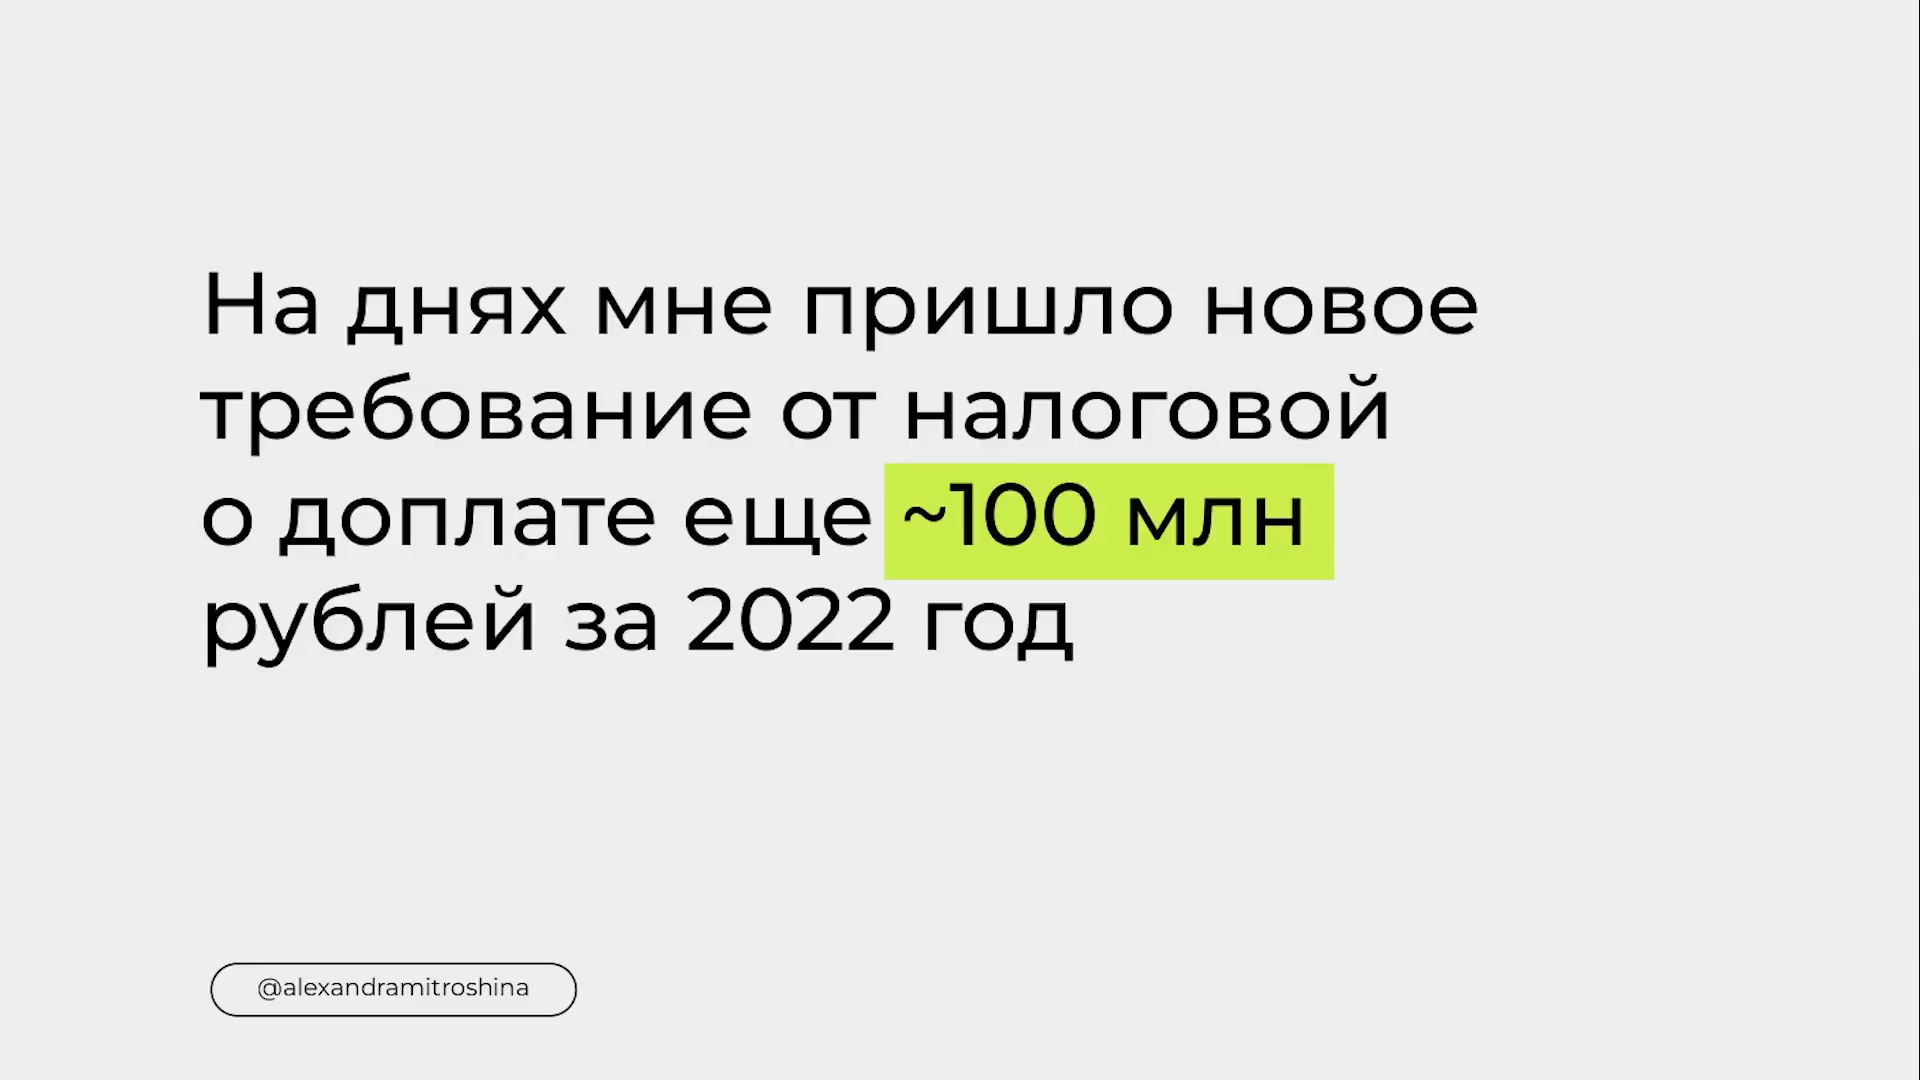 На днях мне пришло новое
требование от налоговой
о доплате еще ~100 млн
рублей за 2022 год
@alexandramitroshina